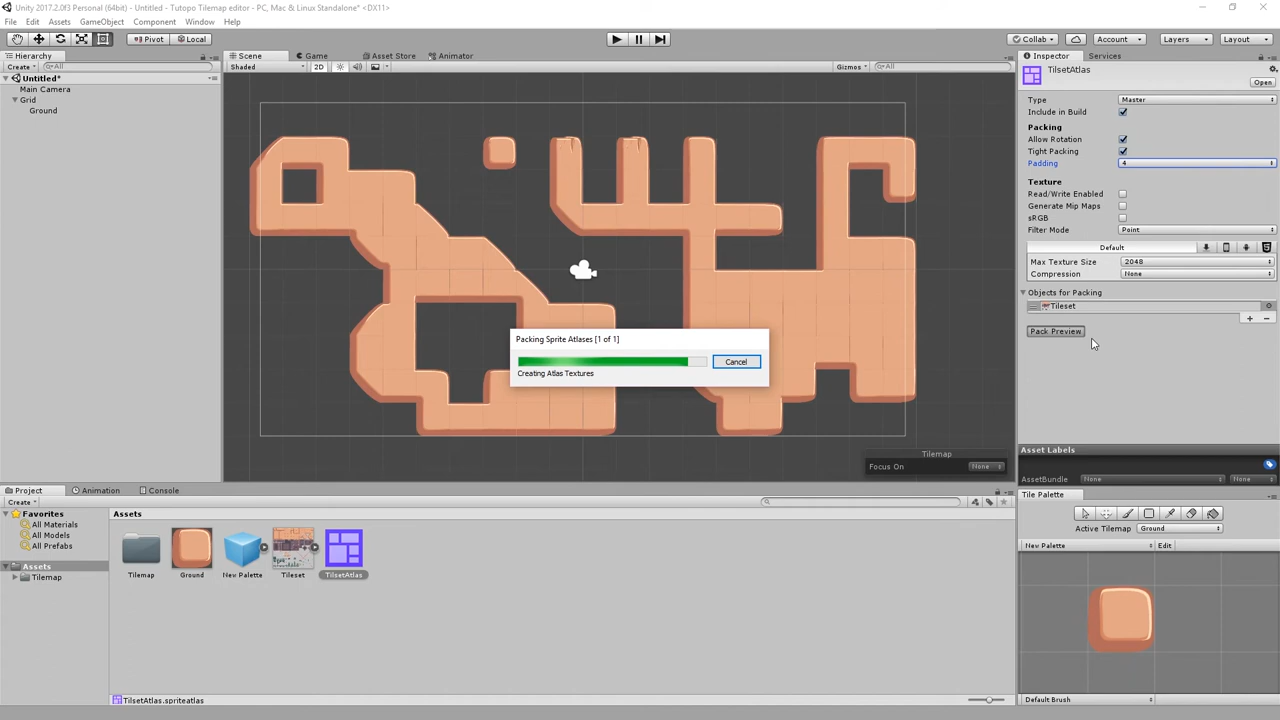 Unity 2017.2.0f3 Personal (64bit) - Untitled - Tutopo Tilemap editor - PC, Mac & Linux Standalone* <DX11>
File Edit Assets GameObject Component Window Help
Pivot Local Collab Account Layers Layout
Hierarchy
Create All
Untitled*
Main Camera
Grid
Ground
Scene Game Asset Store Animator
Shaded 2D Gizmos All
Packing Sprite Atlases [1 of 1]
Cancel
Creating Atlas Textures
Tilemap
Focus On None
Inspector Services
TilsetAtlas
Open
Type Master
Include in Build
Packing
Allow Rotation
Tight Packing
Padding 4
Texture
Read/Write Enabled
Generate Mip Maps
sRGB
Filter Mode Point
Default
Max Texture Size 2048
Compression None
Objects for Packing
Tileset
Pack Preview
Asset Labels
AssetBundle None None
Project Animation Console
Create
Favorites
All Materials
All Models
All Prefabs
Assets
Tilemap
Assets
Tilemap Ground New Palette Tileset TilsetAtlas
TilsetAtlas.spriteatlas
Tile Palette
Active Tilemap Ground
New Palette Edit
Default Brush